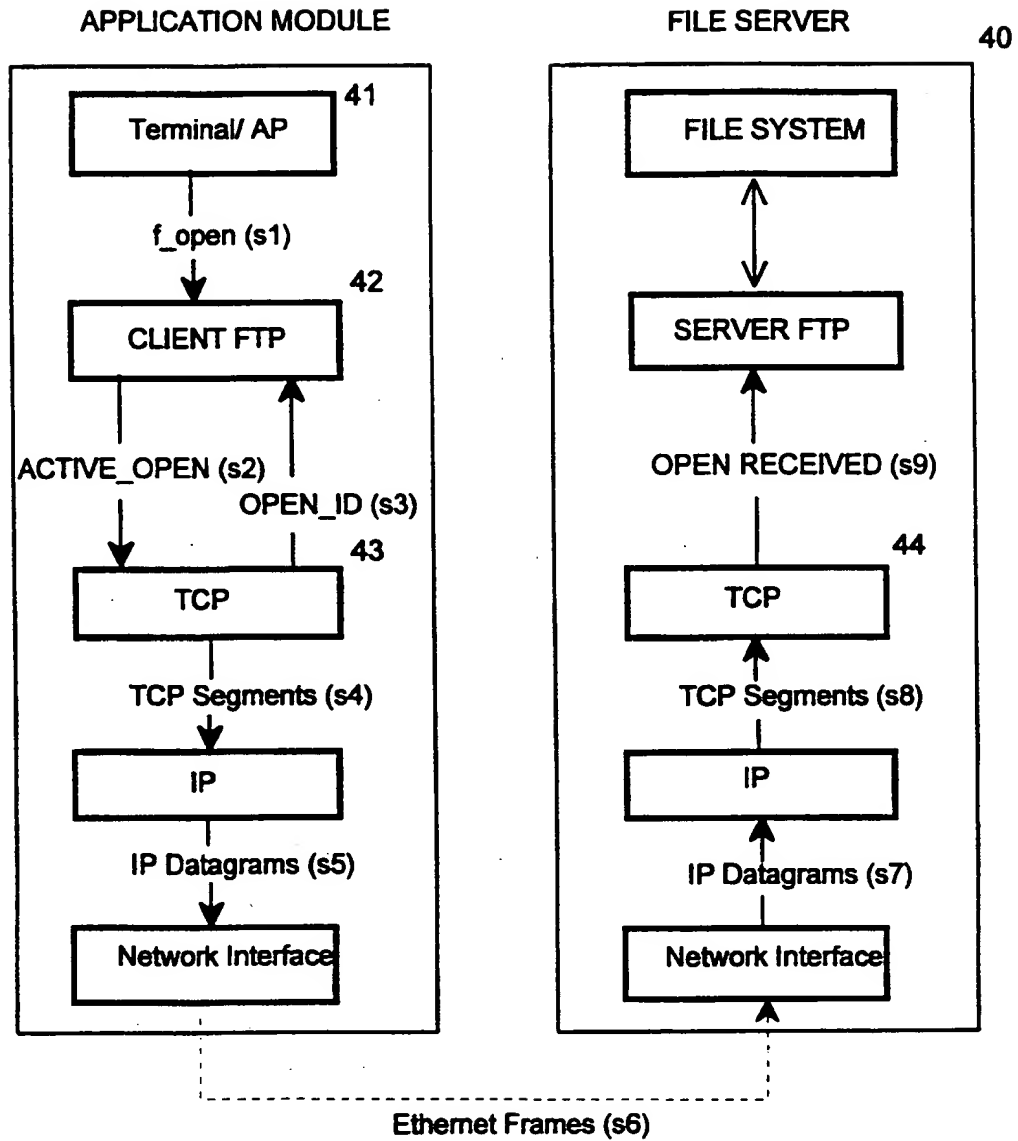 APPLICATION MODULE
FILE SERVER
40
41
Terminal/ AP
f_open (s1)
42
CLIENT FTP
ACTIVE_OPEN (s2)
OPEN_ID (s3)
43
TCP
TCP Segments (s4)
IP
IP Datagrams (s5)
Network Interface
FILE SYSTEM
SERVER FTP
OPEN RECEIVED (s9)
44
TCP
TCP Segments (s8)
IP
IP Datagrams (s7)
Network Interface
Ethernet Frames (s6)